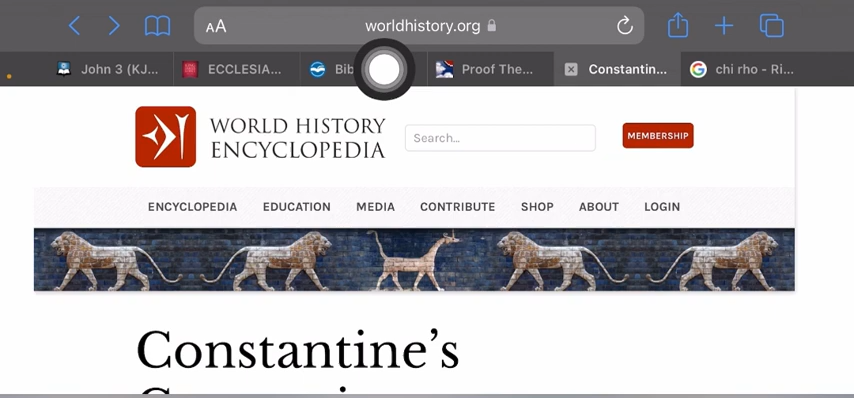 AA worldhistory.org
John 3 (KJ... ECCLESIA... Bib Proof The... Constantin... chi rho - Ri...
WORLD HISTORY
ENCYCLOPEDIA
Search...
MEMBERSHIP
ENCYCLOPEDIA EDUCATION MEDIA CONTRIBUTE SHOP ABOUT LOGIN
Constantine's